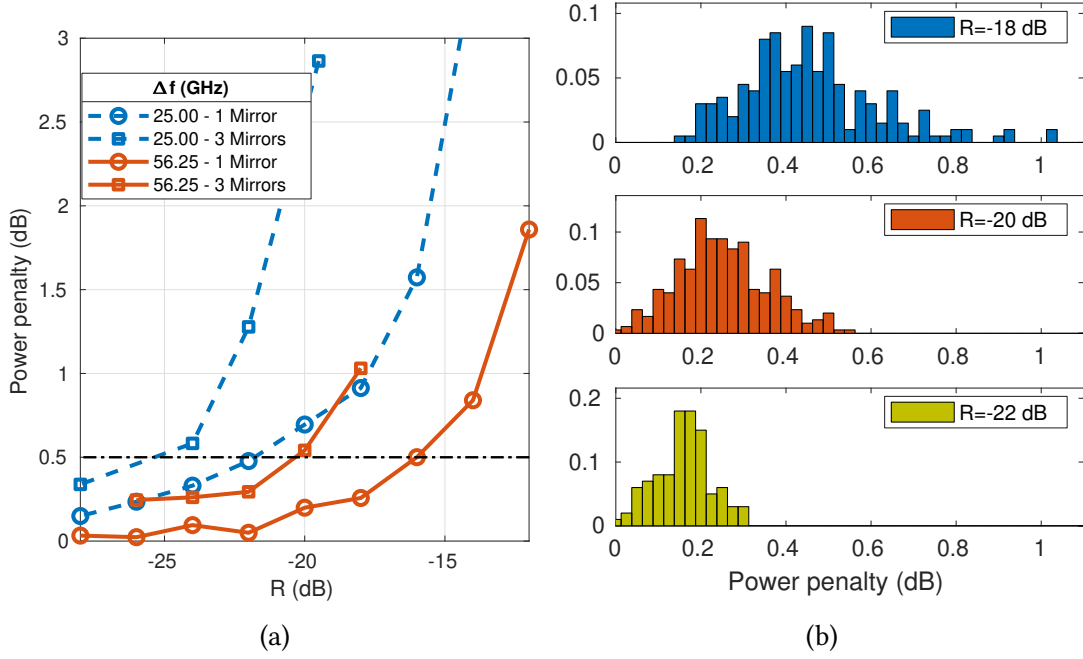 3
2.5
2
1.5
1
0.5
0
Power penalty (dB)
Δf (GHz)
25.00 - 1 Mirror
25.00 - 3 Mirrors
56.25 - 1 Mirror
56.25 - 3 Mirrors
-25 -20 -15
R (dB)
(a)
0.1
0.05
0
R=-18 dB
0 0.2 0.4 0.6 0.8 1
0.1
0.05
0
R=-20 dB
0 0.2 0.4 0.6 0.8 1
0.2
0.1
0
R=-22 dB
0 0.2 0.4 0.6 0.8 1
Power penalty (dB)
(b)